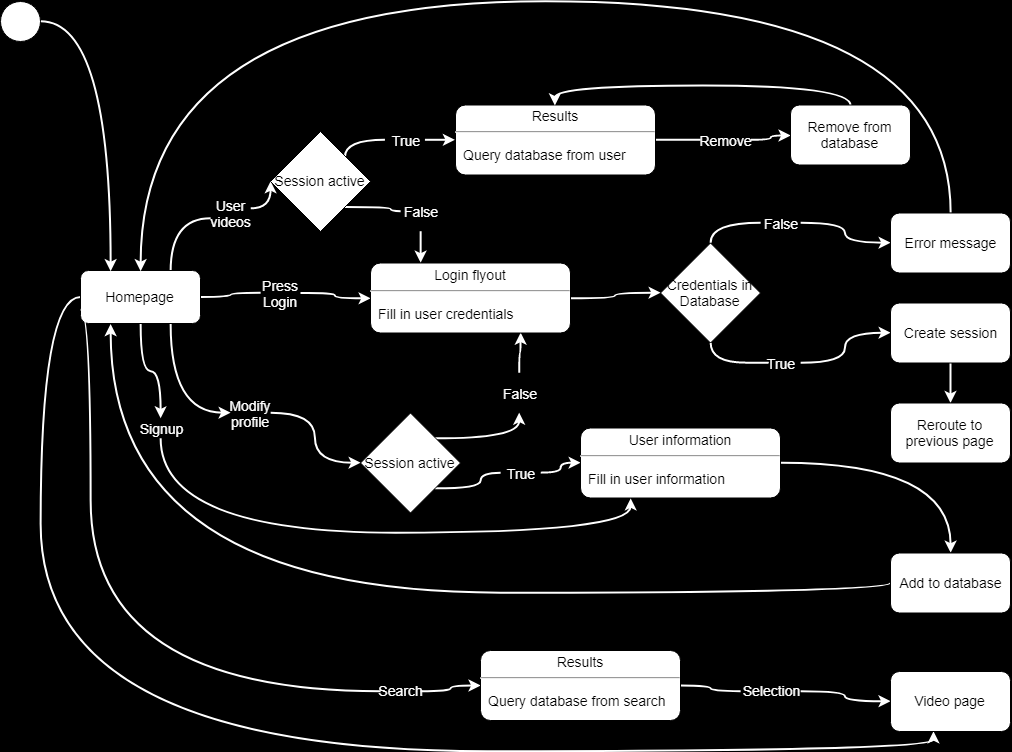 Results
Query database from user
True
Remove
Remove from
database
Session active
User
videos
False
False
Error message
Login flyout
Fill in user credentials
Homepage
Press
Login
Credentials in
Database
Create session
True
False
Modify
profile
Signup
Reroute to
previous page
Session active
User information
Fill in user information
True
Add to database
Results
Query database from search
Search
Selection
Video page